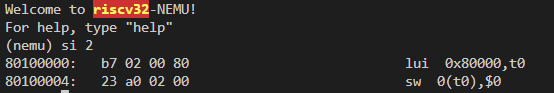 Welcome to riscv32-NEMU!
For help, type "help"
(nemu) si 2
80100000:   b7 02 00 80                                   lui  0x80000,t0
80100004:   23 a0 02 00                                   sw  0(t0),$0